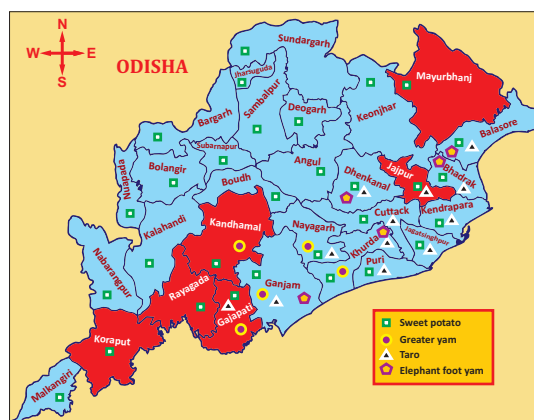 N
W E
S
ODISHA
Sundargarh
Jharsuguda
Mayurbhanj
Sambalpur
Keonjhar
Deogarh
Bargarh
Balasore
Subarnapur
Bhadrak
Jajpur
Angul
Dhenkanal
Bolangir
Nuapada
Boudh
Kendrapara
Cuttack
Kandhamal
Nayagarh
Jagatsinghpur
Khurda
Kalahandi
Puri
Nabarangpur
Rayagada
Ganjam
Gajapati
Koraput
Malkangiri
Sweet potato
Greater yam
Taro
Elephant foot yam